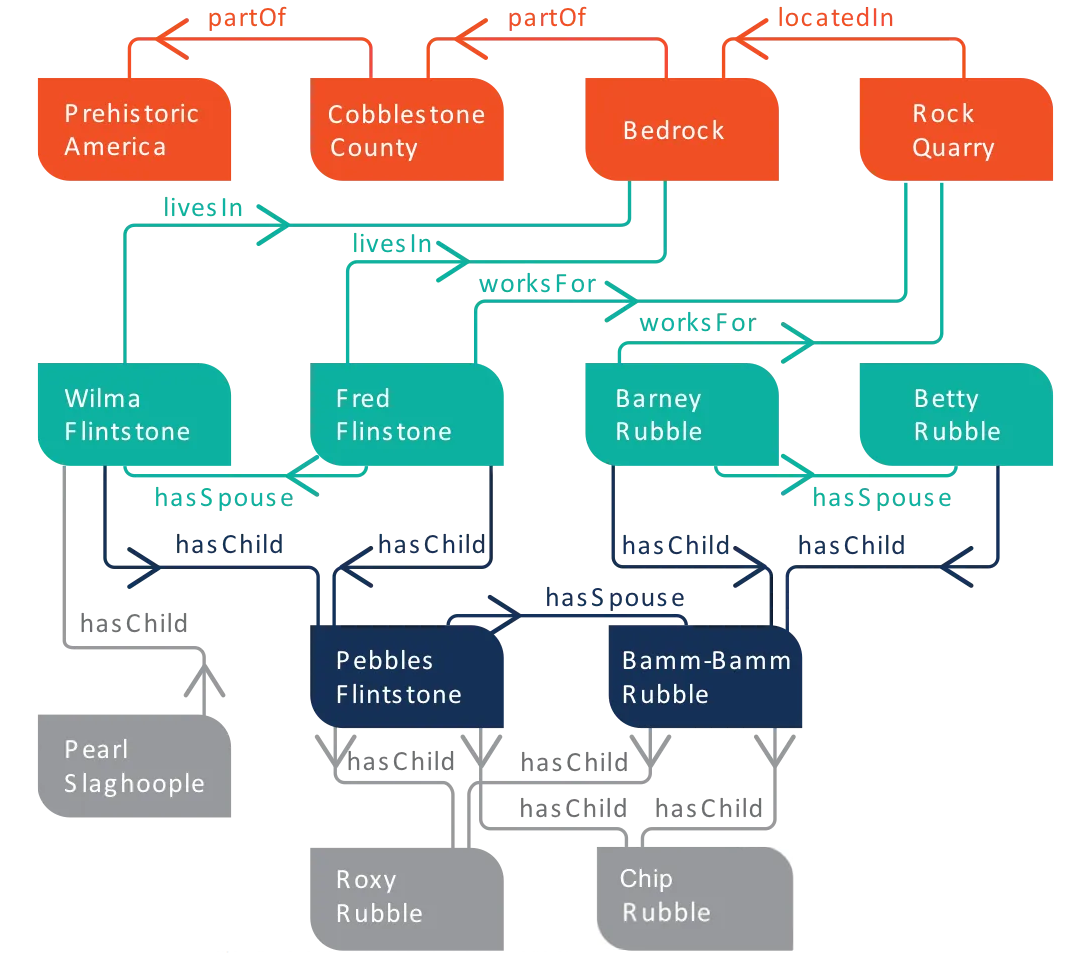 partOf
partOf
locatedIn
Prehistoric
America
Cobblestone
County
Bedrock
Rock
Quarry
livesIn
livesIn
worksFor
worksFor
Wilma
Flintstone
Fred
Flinstone
Barney
Rubble
Betty
Rubble
hasSpouse
hasSpouse
hasChild
hasChild
hasChild
hasChild
hasSpouse
hasChild
Pebbles
Flintstone
Bamm-Bamm
Rubble
Pearl
Slaghoople
hasChild
hasChild
hasChild
hasChild
Roxy
Rubble
Chip
Rubble